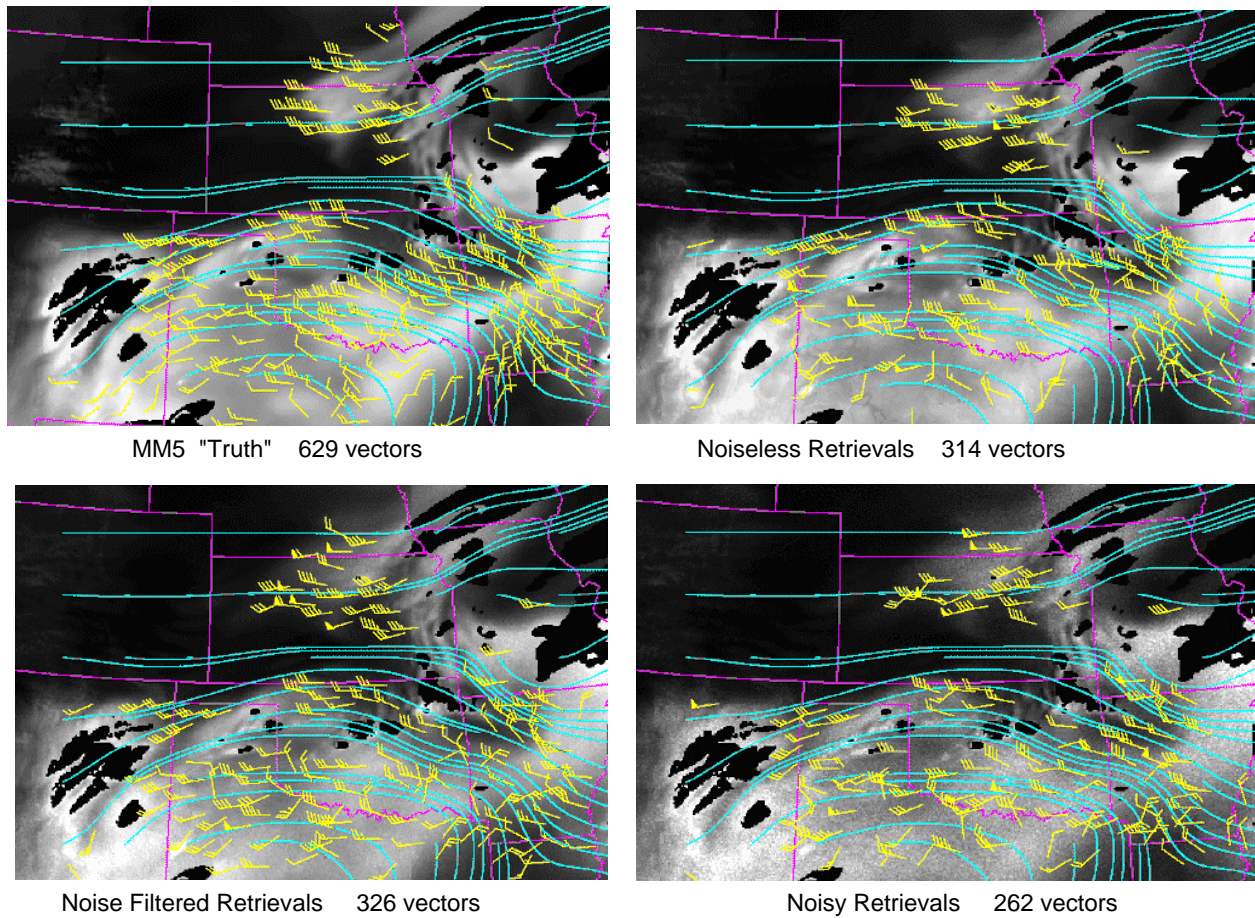 MM5 "Truth" 629 vectors
Noiseless Retrievals 314 vectors
Noise Filtered Retrievals 326 vectors
Noisy Retrievals 262 vectors